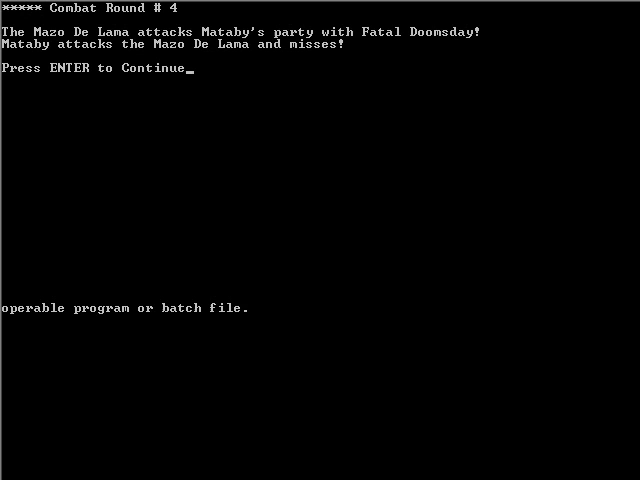 ***** Combat Round # 4
The Mazo De Lama attacks Mataby's party with Fatal Doomsday!
Mataby attacks the Mazo De Lama and misses!
Press ENTER to Continue_
operable program or batch file.